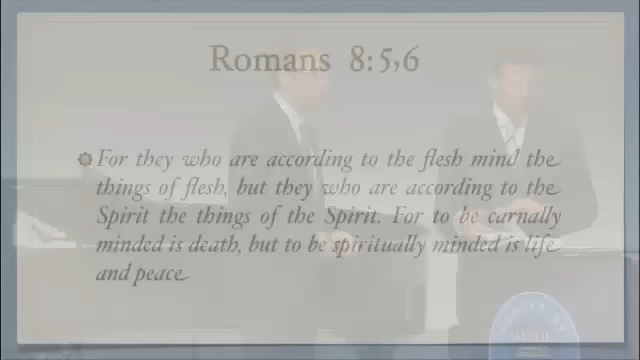 Romans 8:5,6
For they who are according to the flesh mind the
things of flesh, but they who are according to the
Spirit the things of the Spirit. For to be carnally
minded is death, but to be spiritually minded is life
and peace